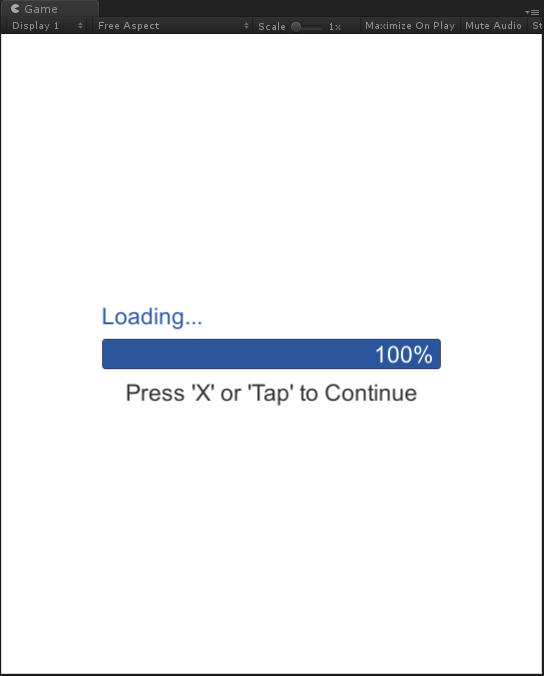 Game
Display 1 Free Aspect Scale 1x Maximize On Play Mute Audio St
Loading...
100%
Press 'X' or 'Tap' to Continue